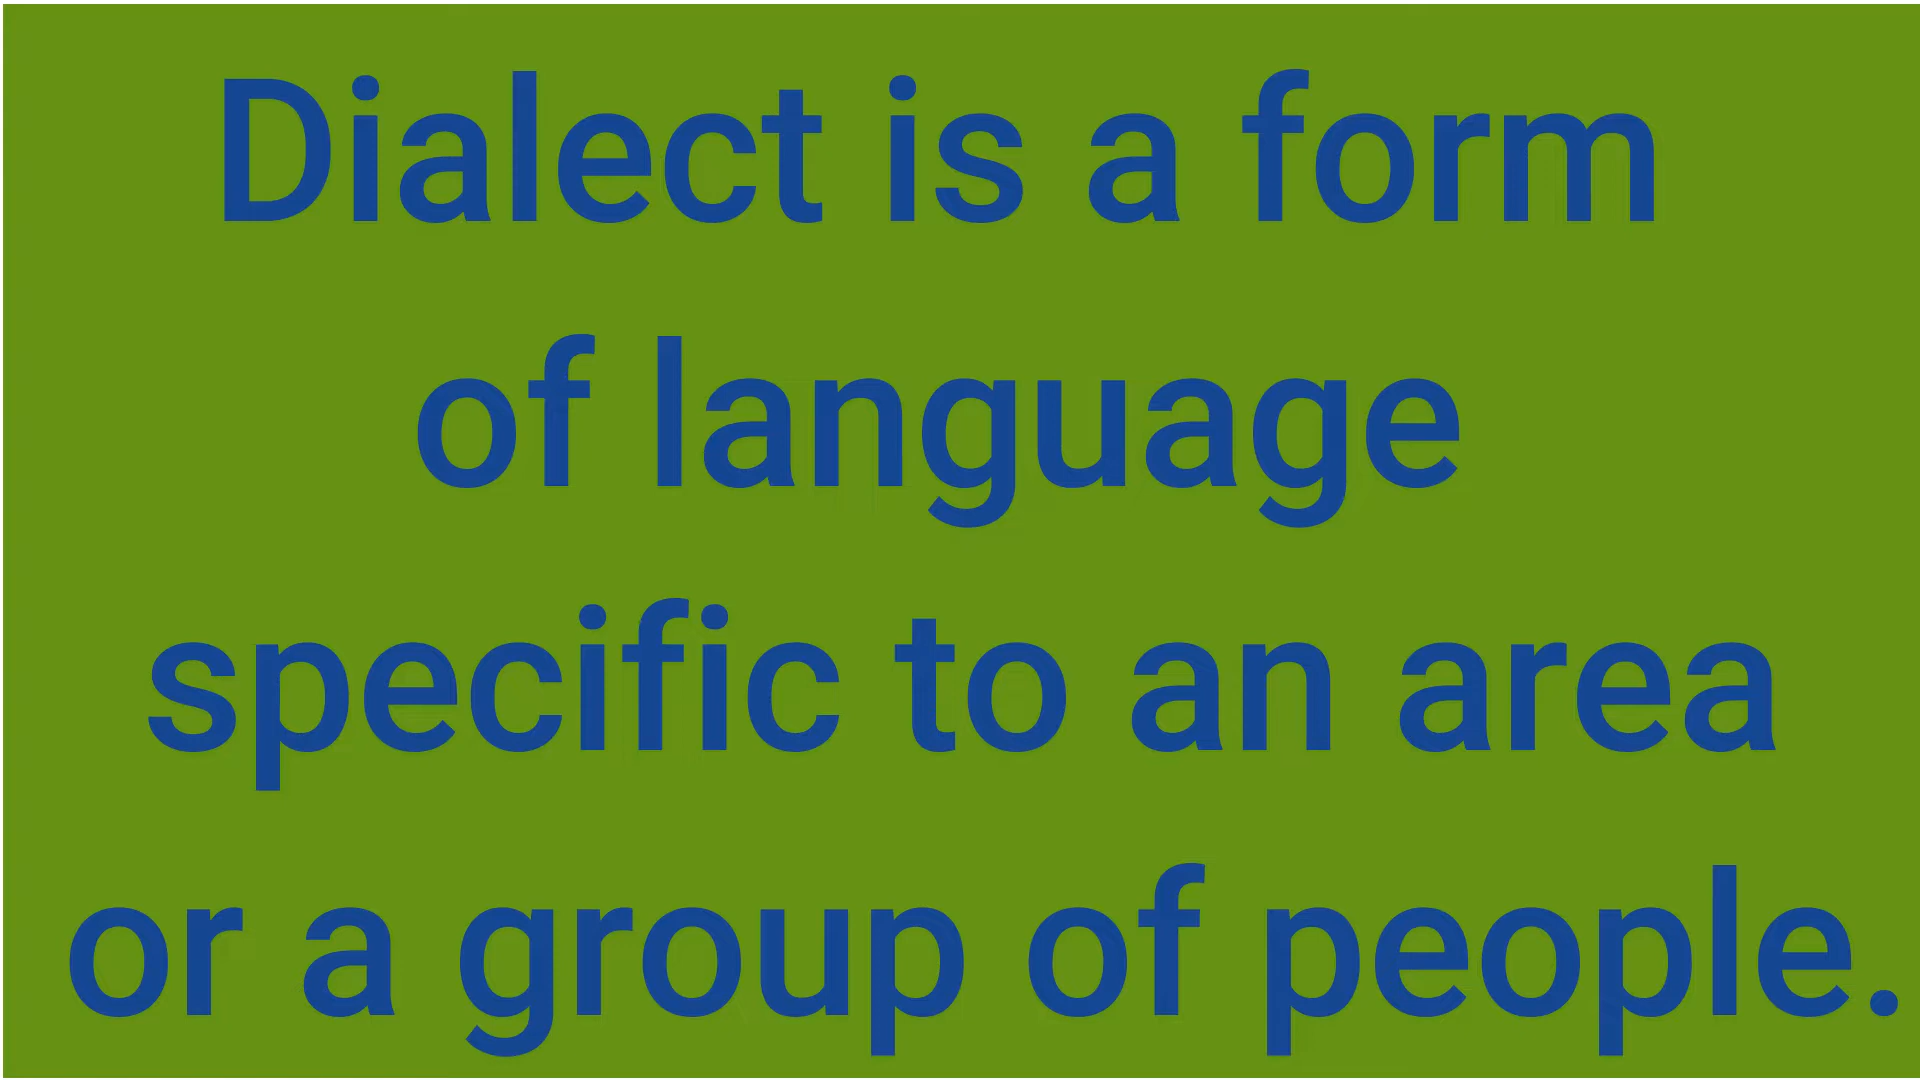 Dialect is a form
of language
specific to an area
or a group of people.